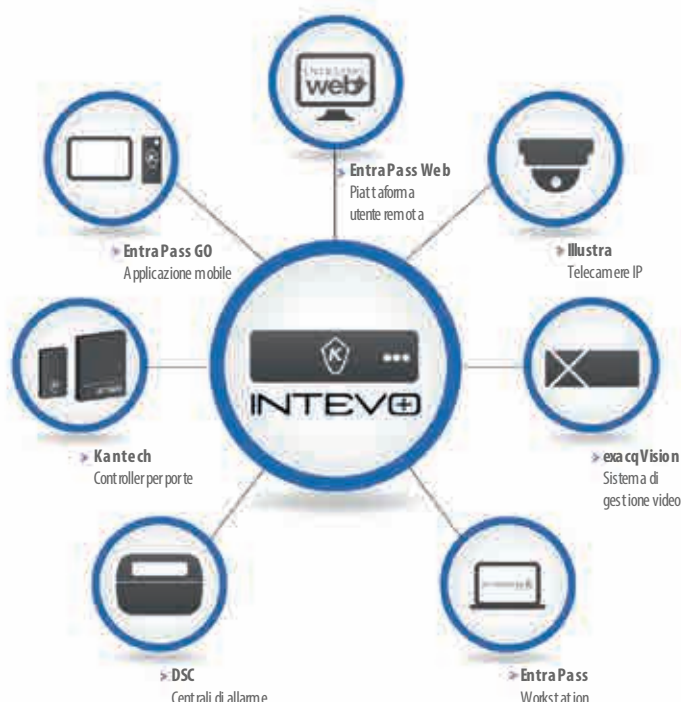 web
EntraPass Web
Piattaforma
utente remota
EntraPass GO
Applicazione mobile
Illustra
Telecamere IP
K
INTEVO+
Kantech
Controller per porte
exacqVision
Sistema di
gestione video
DSC
Centrali di allarme
EntraPass
Workstation